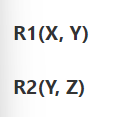 R1(X, Y)
R2(Y, Z)